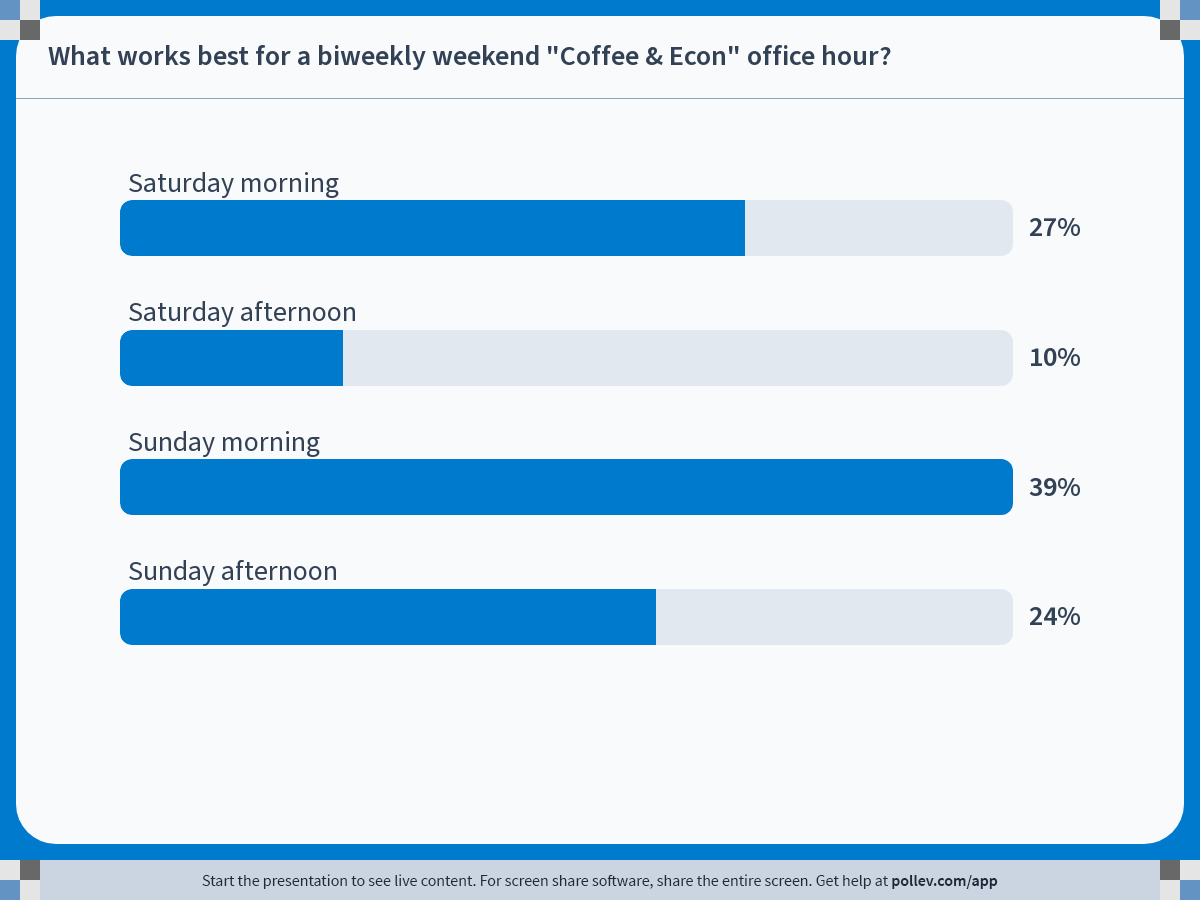 What works best for a biweekly weekend "Coffee & Econ" office hour?
Saturday morning
27%
Saturday afternoon
10%
Sunday morning
39%
Sunday afternoon
24%
Start the presentation to see live content. For screen share software, share the entire screen. Get help at pollev.com/app